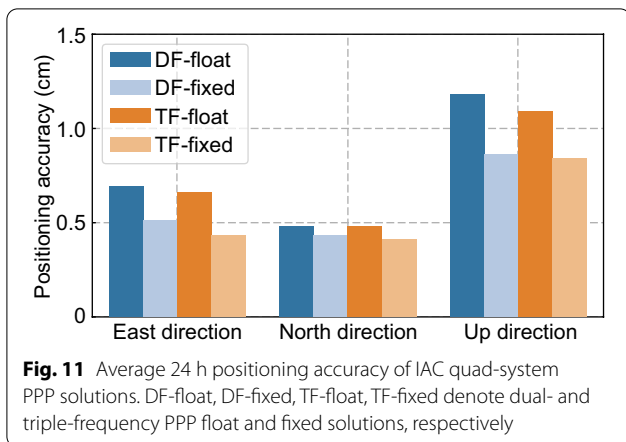 1.5
1.0
0.5
0
Positioning accuracy (cm)
DF-float
DF-fixed
TF-float
TF-fixed
East direction North direction Up direction
Fig. 11 Average 24 h positioning accuracy of IAC quad-system
PPP solutions. DF-float, DF-fixed, TF-float, TF-fixed denote dual- and
triple-frequency PPP float and fixed solutions, respectively